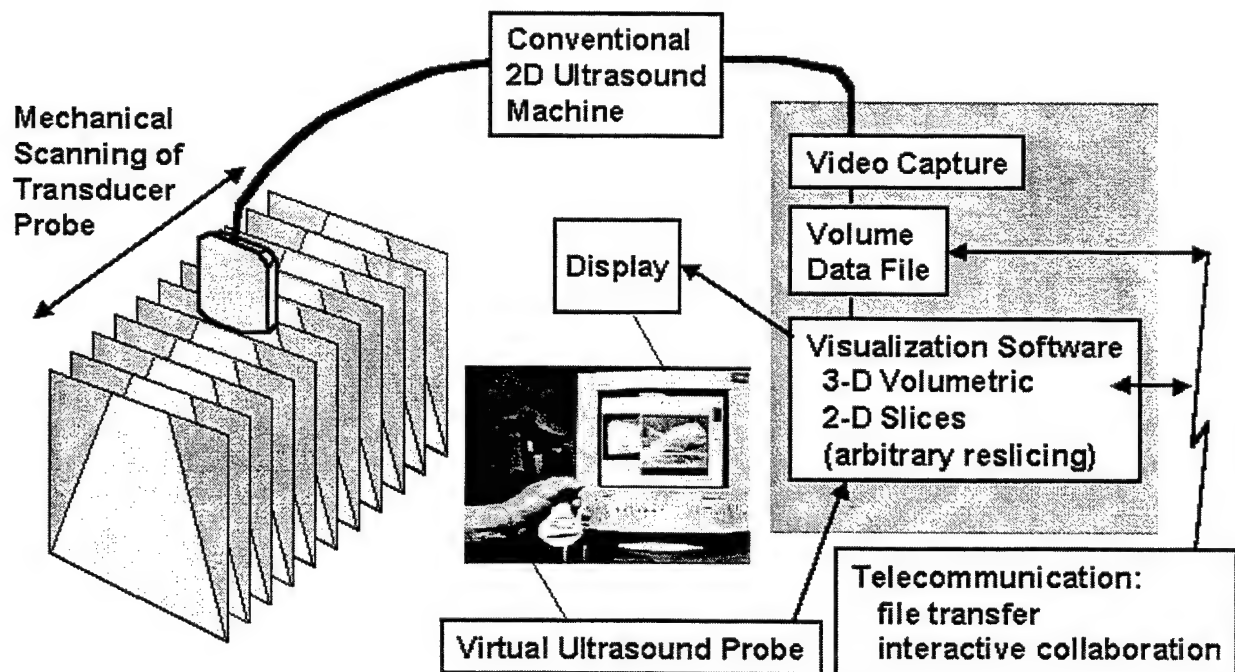 Conventional
2D Ultrasound
Machine
Mechanical
Scanning of
Transducer
Probe
Video Capture
Volume
Data File
Display
Visualization Software
3-D Volumetric
2-D Slices
(arbitrary reslicing)
Telecommunication:
file transfer
interactive collaboration
Virtual Ultrasound Probe